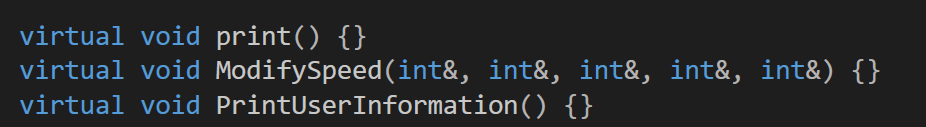 virtual void print() {}
virtual void ModifySpeed(int&, int&, int&, int&, int&) {}
virtual void PrintUserInformation() {}